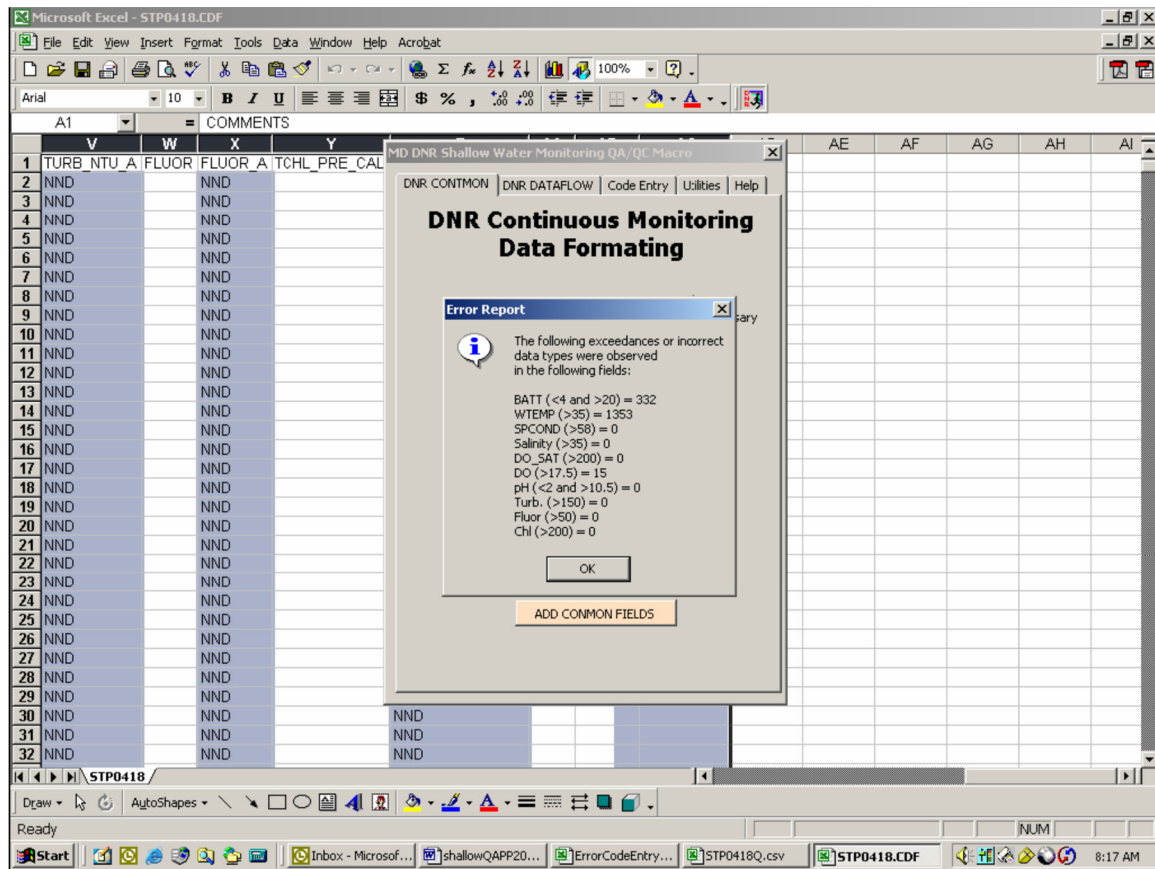 Microsoft Excel - STP0418.CDF
File Edit View Insert Format Tools Data Window Help Acrobat
100%
Arial 10 B I U $ % ,
A1 = COMMENTS
V W X Y AE AF AG AH AI
1 TURB_NTU_A FLUOR FLUOR_A TCHL_PRE_CAL
2 NND NND
3 NND NND
4 NND NND
5 NND NND
6 NND NND
7 NND NND
8 NND NND
9 NND NND
10 NND NND
11 NND NND
12 NND NND
13 NND NND
14 NND NND
15 NND NND
16 NND NND
17 NND NND
18 NND NND
19 NND NND
20 NND NND
21 NND NND
22 NND NND
23 NND NND
24 NND NND
25 NND NND
26 NND NND
27 NND NND
28 NND NND
29 NND NND
30 NND NND NND
31 NND NND NND
32 NND NND NND
MD DNR Shallow Water Monitoring QA/QC Macro
DNR CONTMON DNR DATAFLOW Code Entry Utilities Help
DNR Continuous Monitoring
Data Formating
sary
Error Report
The following exceedances or incorrect
data types were observed
in the following fields:
BATT (<4 and >20) = 332
WTEMP (>35) = 1353
SPCOND (>58) = 0
Salinity (>35) = 0
DO_SAT (>200) = 0
DO (>17.5) = 15
pH (<2 and >10.5) = 0
Turb. (>150) = 0
Fluor (>50) = 0
Chl (>200) = 0
OK
ADD CONMON FIELDS
STP0418
Draw AutoShapes
Ready NUM
Start Inbox - Microsof... shallowQAPP20... ErrorCodeEntry... STP0418Q.csv STP0418.CDF 8:17 AM